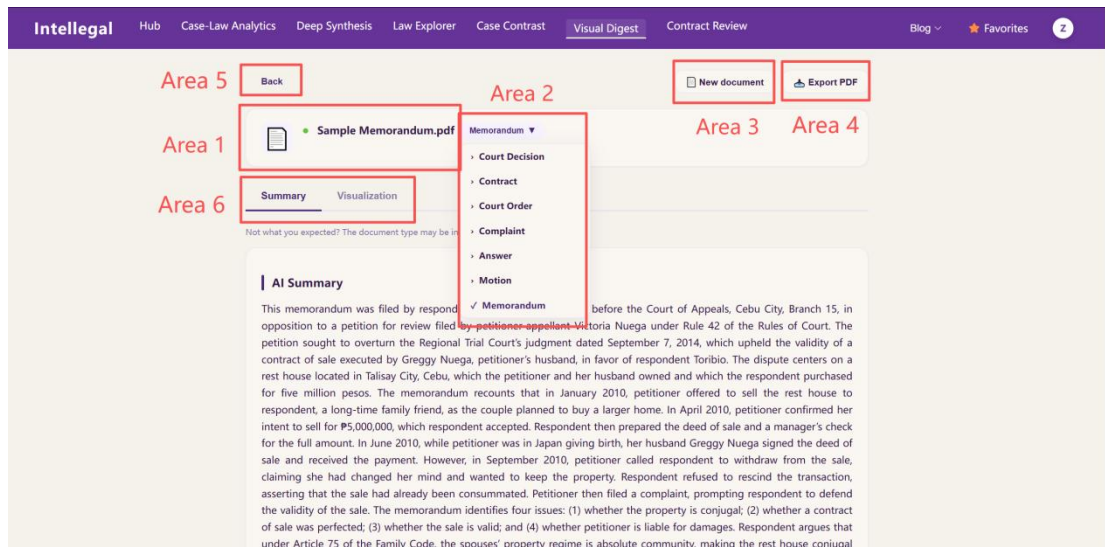 Intellegal Hub Case-Law Analytics Deep Synthesis Law Explorer Case Contrast Visual Digest Contract Review Blog Favorites Z
Area 5 Back Area 2 New document Export PDF
Area 3 Area 4
Area 1 Sample Memorandum.pdf Memorandum ▼
› Court Decision
› Contract
Area 6 Summary Visualization › Court Order
Not what you expected? The document type may be in
› Complaint
› Answer
AI Summary › Motion
✓ Memorandum
This memorandum was filed by respond before the Court of Appeals, Cebu City, Branch 15, in
opposition to a petition for review filed by petitioner-appellant Victoria Nuega under Rule 42 of the Rules of Court. The
petition sought to overturn the Regional Trial Court's judgment dated September 7, 2014, which upheld the validity of a
contract of sale executed by Greggy Nuega, petitioner's husband, in favor of respondent Toribio. The dispute centers on a
rest house located in Talisay City, Cebu, which the petitioner and her husband owned and which the respondent purchased
for five million pesos. The memorandum recounts that in January 2010, petitioner offered to sell the rest house to
respondent, a long-time family friend, as the couple planned to buy a larger home. In April 2010, petitioner confirmed her
intent to sell for ₱5,000,000, which respondent accepted. Respondent then prepared the deed of sale and a manager's check
for the full amount. In June 2010, while petitioner was in Japan giving birth, her husband Greggy Nuega signed the deed of
sale and received the payment. However, in September 2010, petitioner called respondent to withdraw from the sale,
claiming she had changed her mind and wanted to keep the property. Respondent refused to rescind the transaction,
asserting that the sale had already been consummated. Petitioner then filed a complaint, prompting respondent to defend
the validity of the sale. The memorandum identifies four issues: (1) whether the property is conjugal; (2) whether a contract
of sale was perfected; (3) whether the sale is valid; and (4) whether petitioner is liable for damages. Respondent argues that
under Article 75 of the Family Code, the spouses' property regime is absolute community, making the rest house conjugal